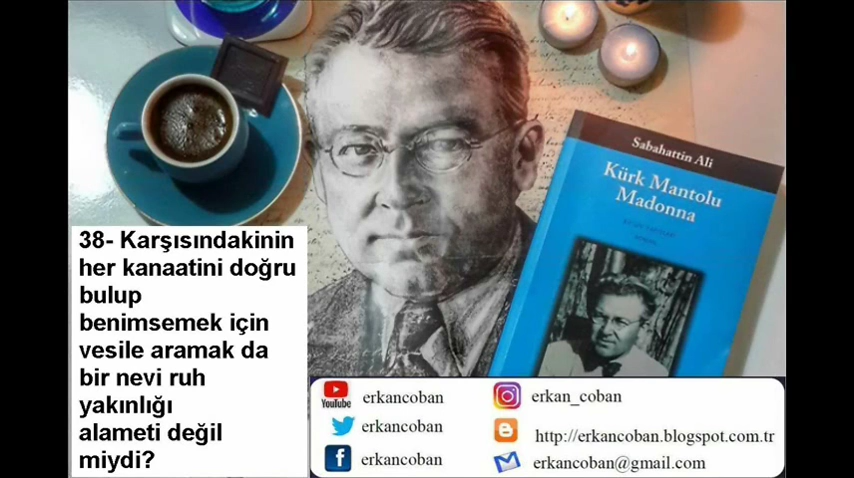 Sabahattin Ali
Kürk Mantolu
Madonna
38- Karşısındakinin
her kanaatini doğru
bulup
benimsemek için
vesile aramak da
bir nevi ruh
yakınlığı
alameti değil
miydi?
YouTube erkancoban
erkan_coban
erkancoban
http://erkancoban.blogspot.com.tr
erkancoban
erkancoban@gmail.com